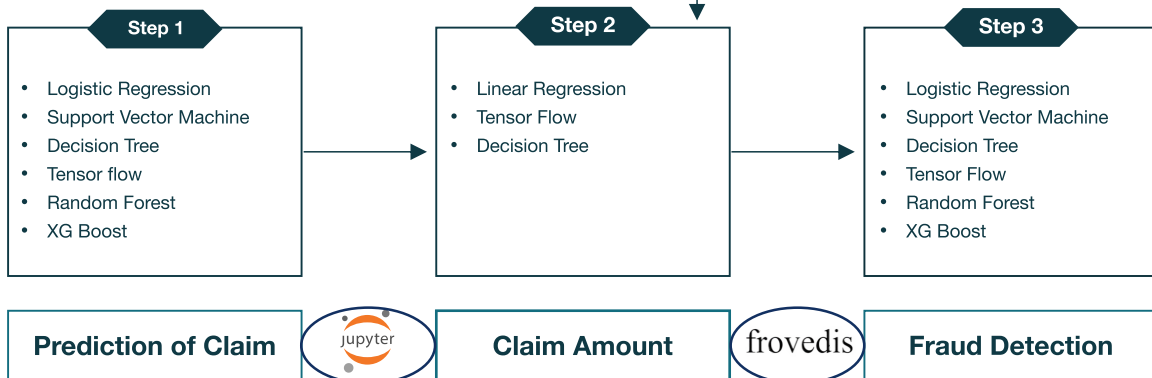 Step 1
• Logistic Regression
• Support Vector Machine
• Decision Tree
• Tensor flow
• Random Forest
• XG Boost
Step 2
• Linear Regression
• Tensor Flow
• Decision Tree
Step 3
• Logistic Regression
• Support Vector Machine
• Decision Tree
• Tensor Flow
• Random Forest
• XG Boost
Prediction of Claim
jupyter
Claim Amount
frovedis
Fraud Detection